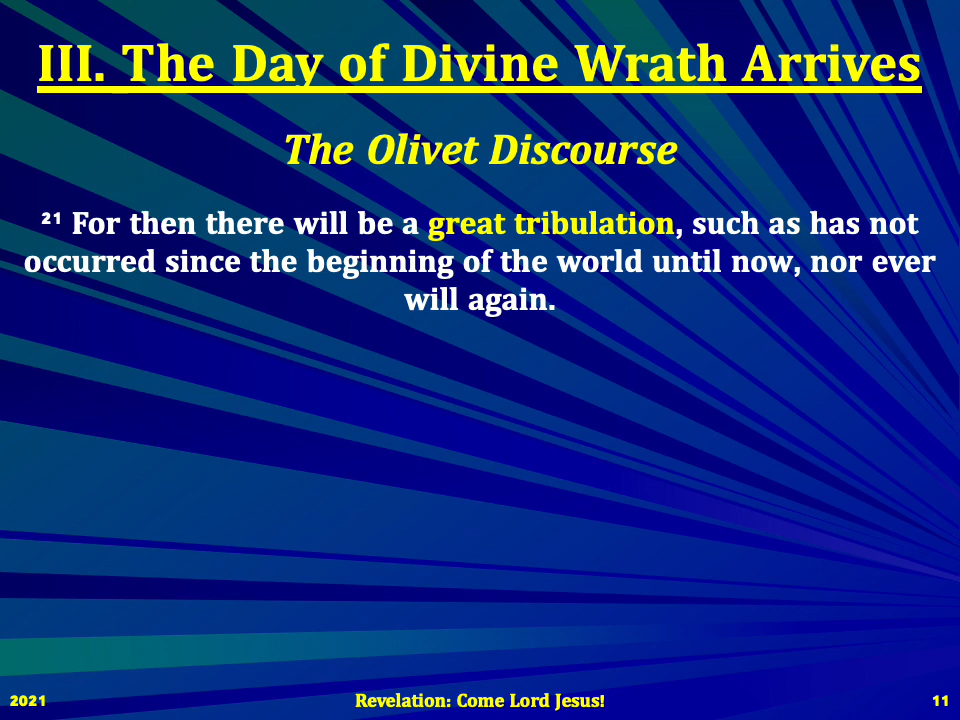 III. The Day of Divine Wrath Arrives
The Olivet Discourse
21 For then there will be a great tribulation, such as has not
occurred since the beginning of the world until now, nor ever
will again.
2021
Revelation: Come Lord Jesus!
11